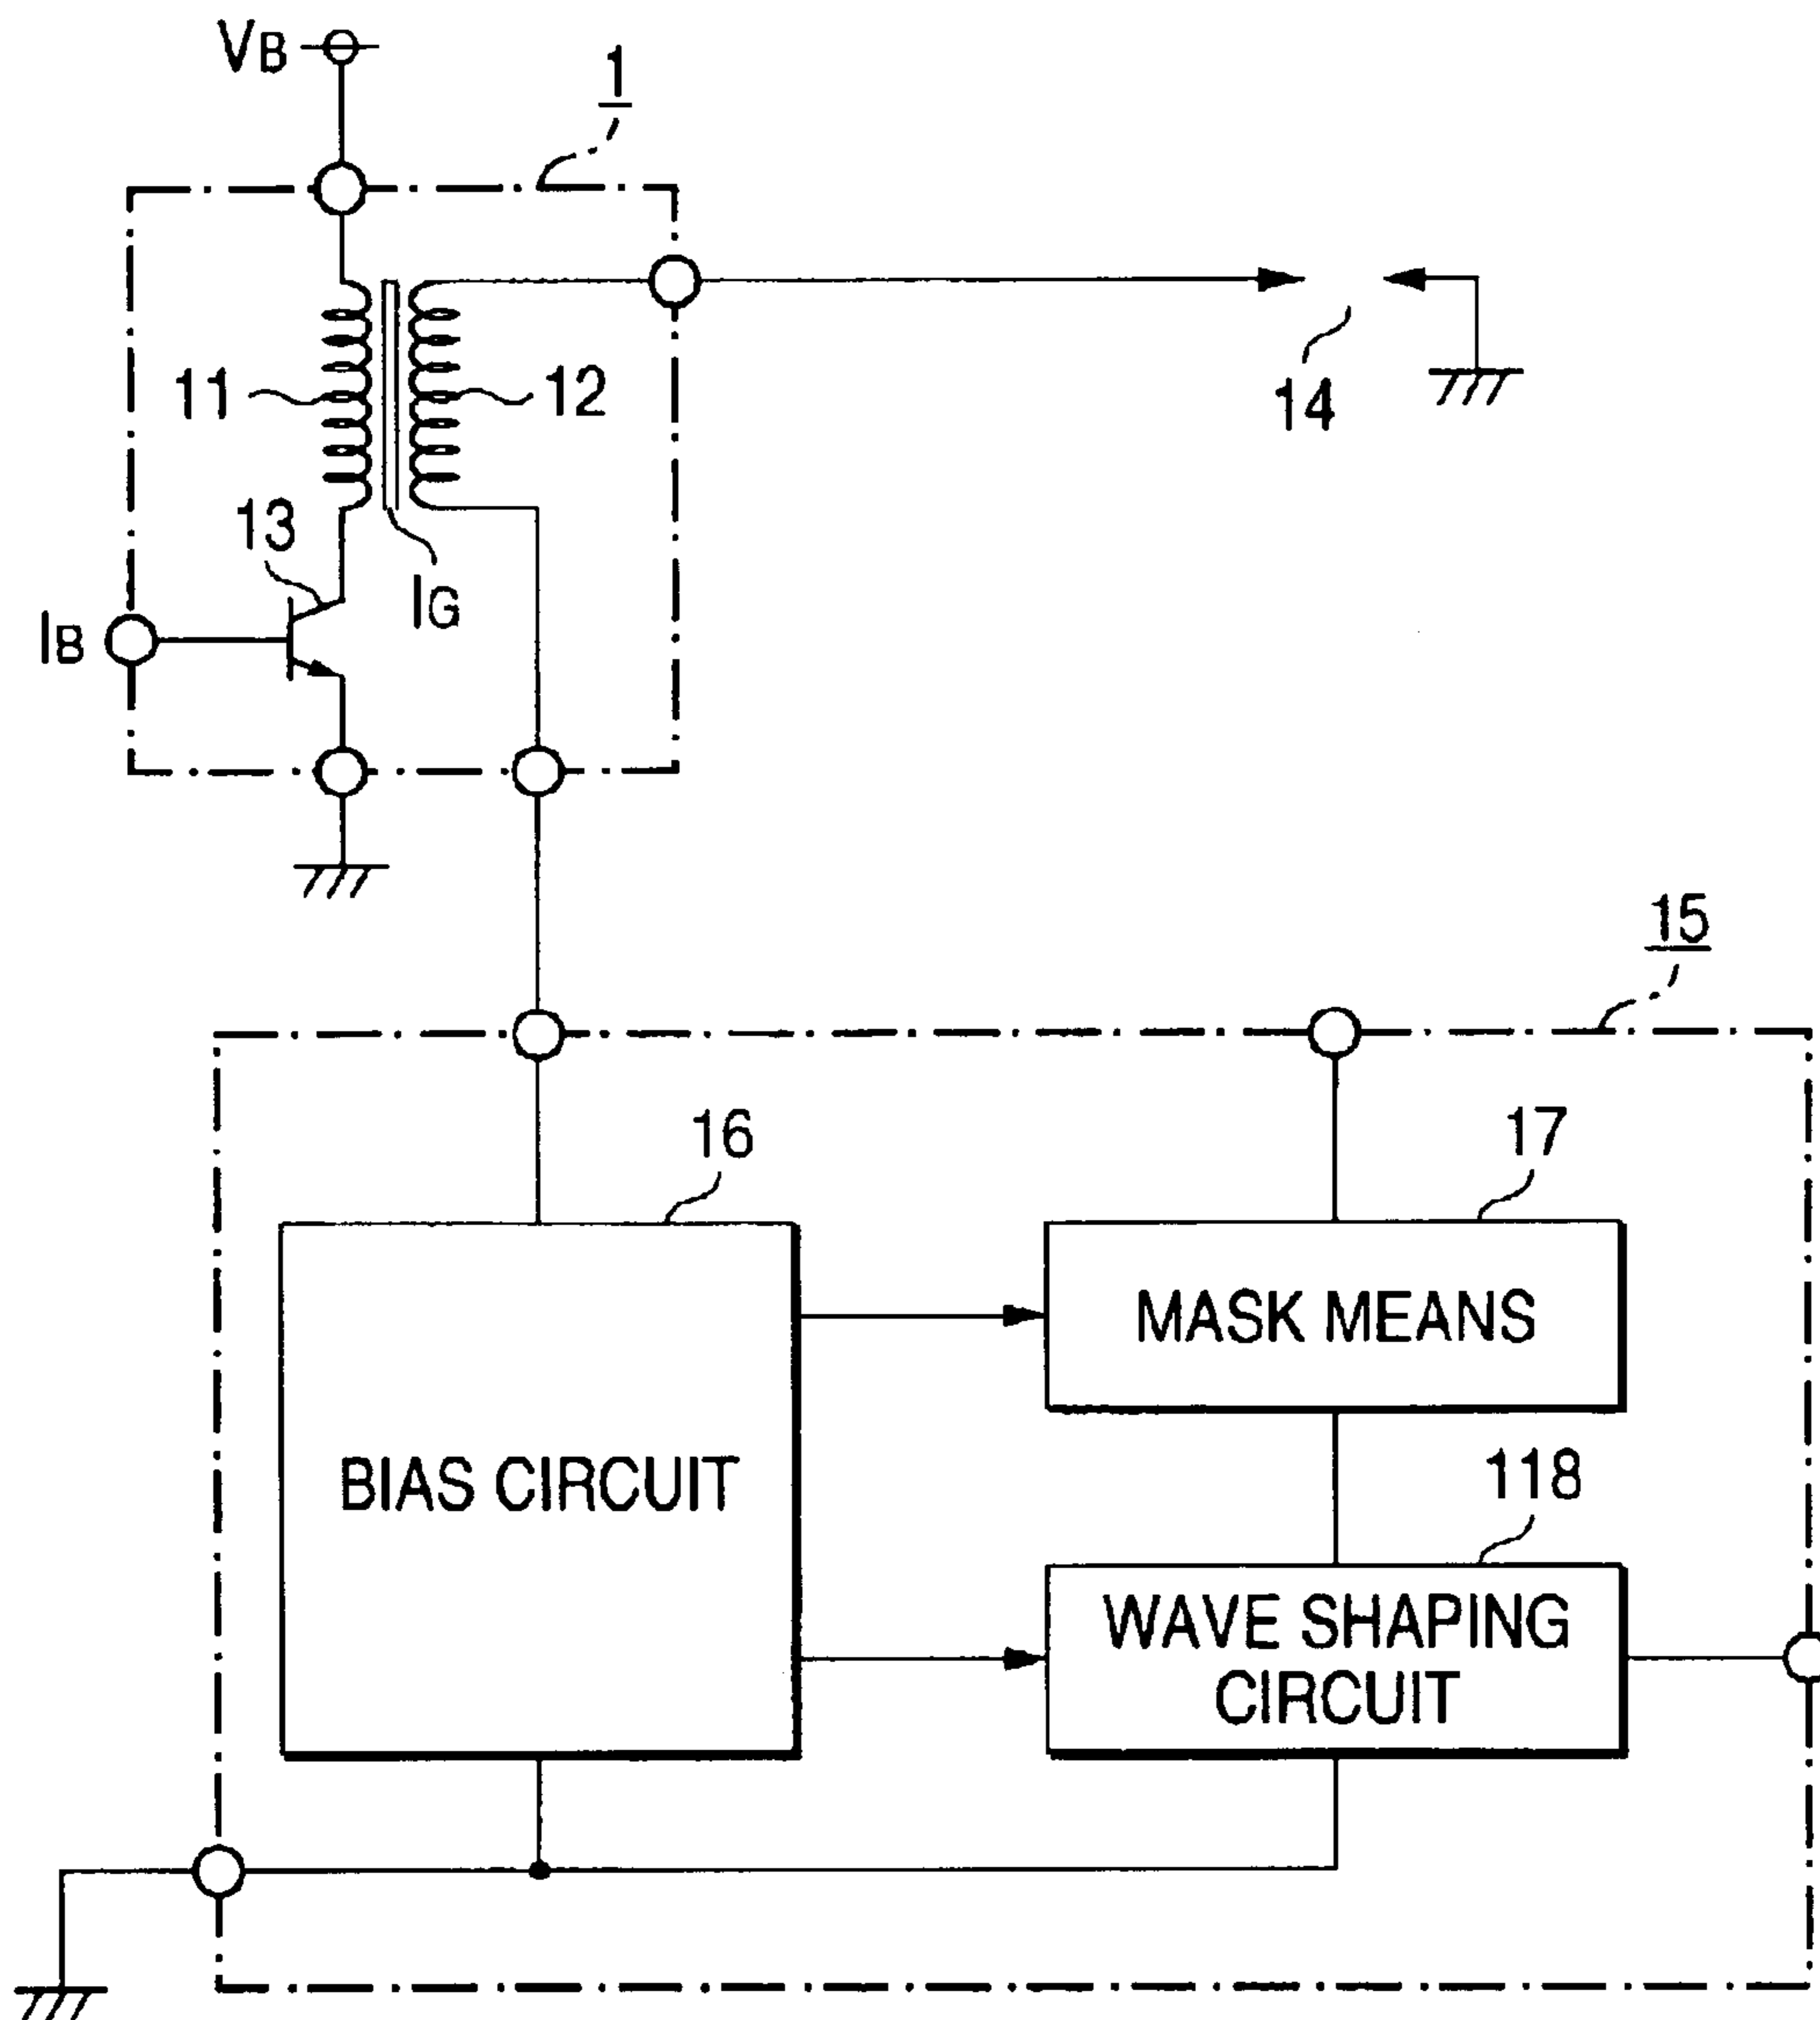 VB
1
11
12
14
13
IG
IB
15
16
17
MASK MEANS
BIAS CIRCUIT
118
WAVE SHAPING
CIRCUIT